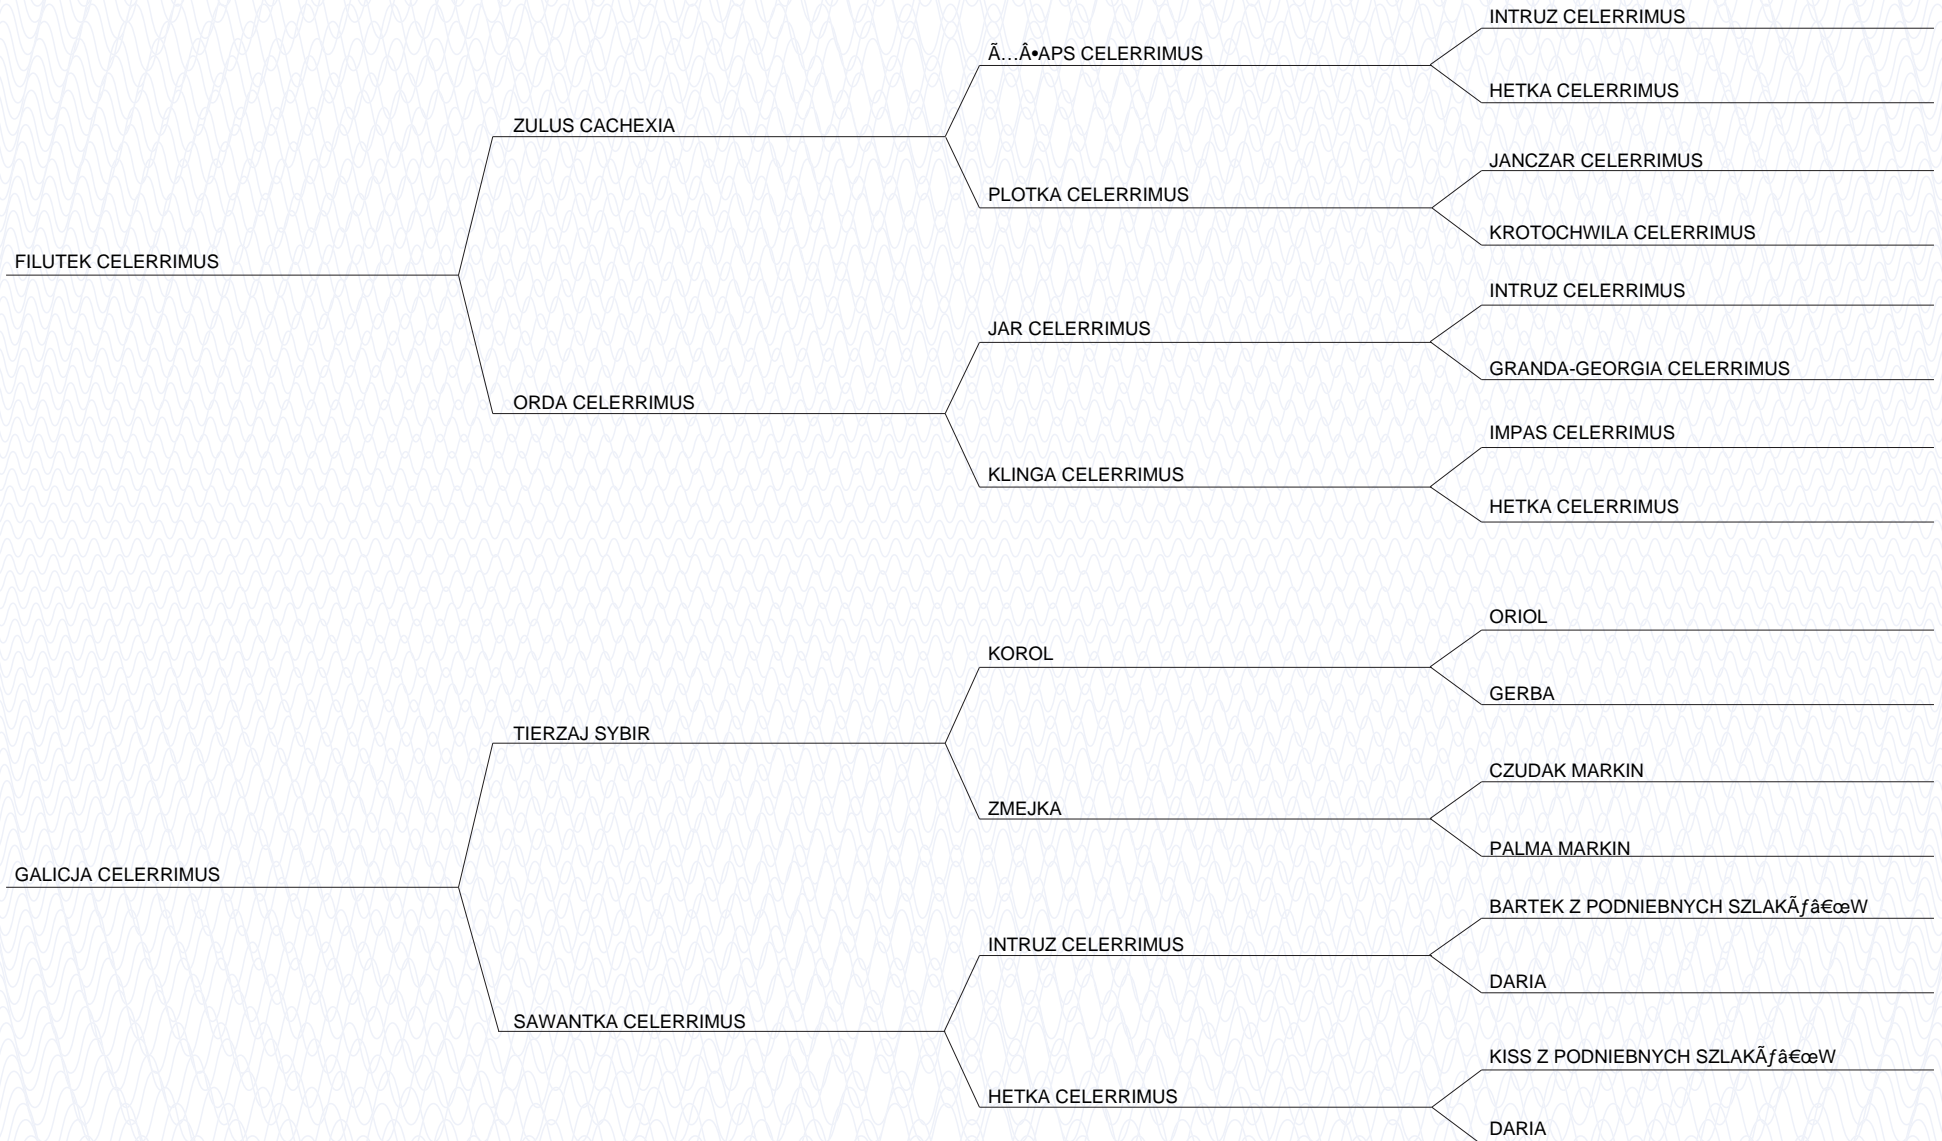 INTRUZ CELERRIMUS
Ã…Â•APS CELERRIMUS
HETKA CELERRIMUS
ZULUS CACHEXIA
JANCZAR CELERRIMUS
PLOTKA CELERRIMUS
KROTOCHWILA CELERRIMUS
FILUTEK CELERRIMUS
INTRUZ CELERRIMUS
JAR CELERRIMUS
GRANDA-GEORGIA CELERRIMUS
ORDA CELERRIMUS
IMPAS CELERRIMUS
KLINGA CELERRIMUS
HETKA CELERRIMUS
ORIOL
KOROL
GERBA
TIERZAJ SYBIR
CZUDAK MARKIN
ZMEJKA
PALMA MARKIN
GALICJA CELERRIMUS
BARTEK Z PODNIEBNYCH SZLAKÃƒâ€œW
INTRUZ CELERRIMUS
DARIA
SAWANTKA CELERRIMUS
KISS Z PODNIEBNYCH SZLAKÃƒâ€œW
HETKA CELERRIMUS
DARIA